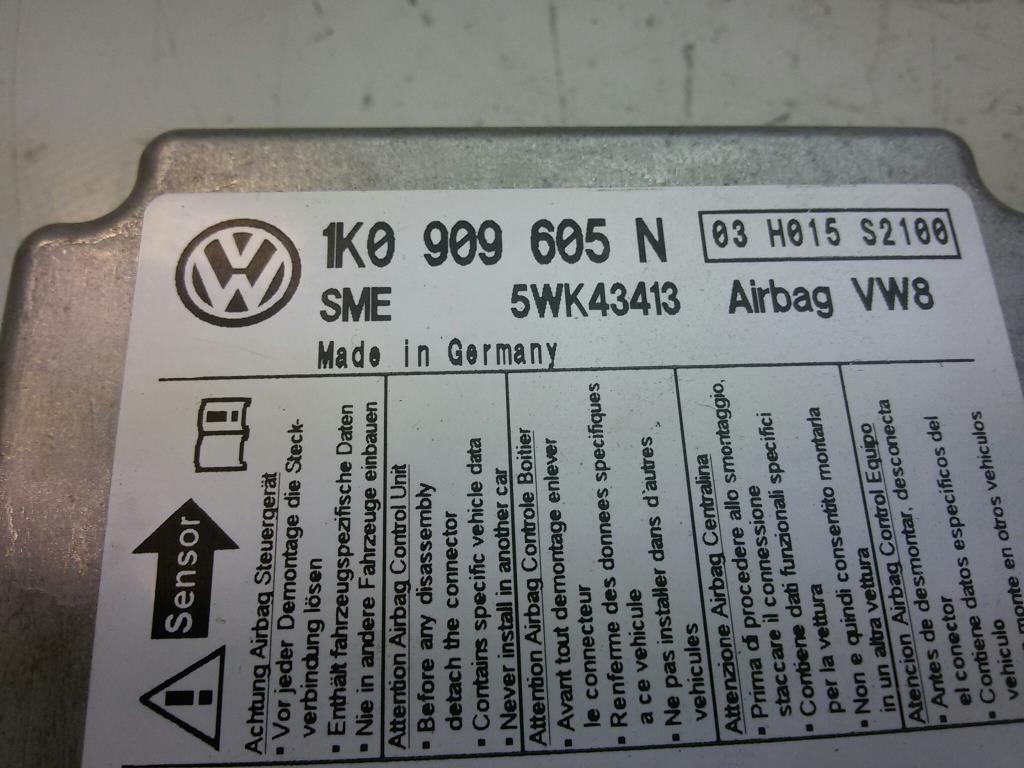 1K0 909 605 N 03 H015 S2100
SME 5WK43413 Airbag VW8
Made in Germany
Sensor
Achtung Airbag Steuergerät
▪ Vor jeder Demontage die Steck-
verbindung lösen
▪ Enthält fahrzeugspezifische Daten
▪ Nie in andere Fahrzeuge einbauen
Attention Airbag Control Unit
▪ Before any disassembly
detach the connector
▪ Contains specific vehicle data
▪ Never install in another car
Attention Airbag Controle Boitier
▪ Avant tout demontage enlever
le connecteur
▪ Renferme des donnees specifiques
a ce vehicule
▪ Ne pas installer dans d'autres
vehicules
Attenzione Airbag Centralina
▪ Prima di procedere allo smontaggio,
staccare il connessione
▪ Contiene dati funzionali specifici
per la vettura
▪ Non e quindi consentito montarla
in un altra vettura
Atencion Airbag Control Equipo
▪ Antes de desmontar, desconecta
el conector
▪ Contiene datos especificos del
vehiculo
monte en otros vehiculos